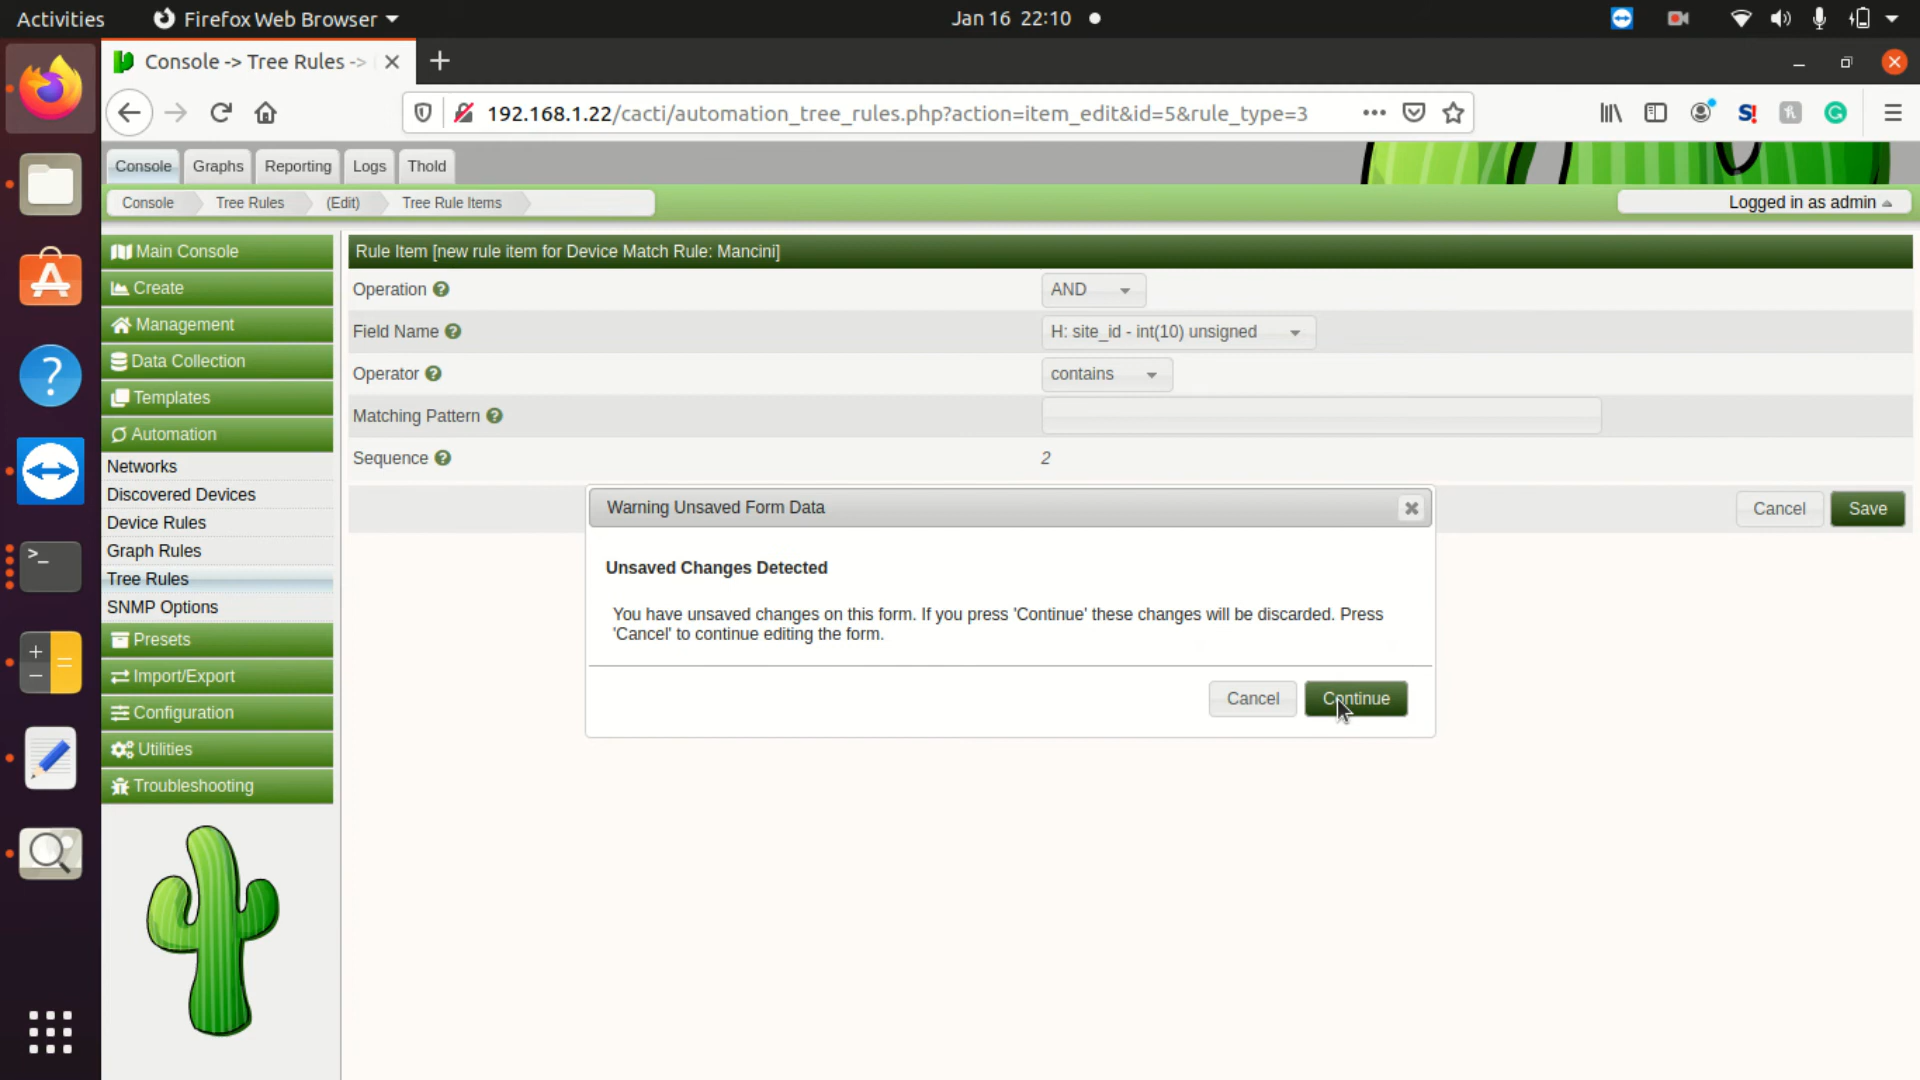 Activities
Firefox Web Browser
Jan 16 22:10
Console -> Tree Rules ->
192.168.1.22/cacti/automation_tree_rules.php?action=item_edit&id=5&rule_type=3
S!
Console
Graphs
Reporting
Logs
Thold
Console
Tree Rules
(Edit)
Tree Rule Items
Logged in as admin
Main Console
Create
Management
Data Collection
Templates
Automation
Networks
Discovered Devices
Device Rules
Graph Rules
Tree Rules
SNMP Options
Presets
Import/Export
Configuration
Utilities
Troubleshooting
Rule Item [new rule item for Device Match Rule: Mancini]
Operation
AND
Field Name
H: site_id - int(10) unsigned
Operator
contains
Matching Pattern
Sequence
2
Cancel
Save
Warning Unsaved Form Data
Unsaved Changes Detected
You have unsaved changes on this form. If you press 'Continue' these changes will be discarded. Press
'Cancel' to continue editing the form.
Cancel
Continue